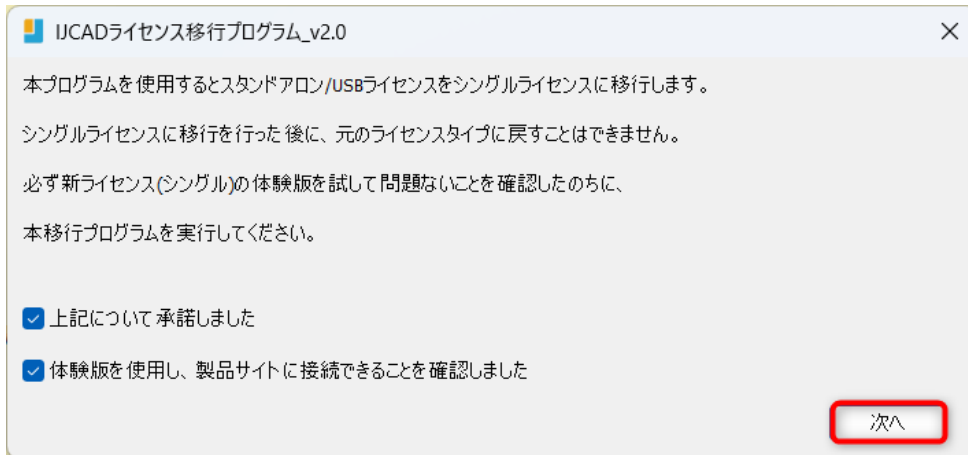 IJCADライセンス移行プログラム_v2.0
本プログラムを使用するとスタンドアロン/USBライセンスをシングルライセンスに移行します。
シングルライセンスに移行を行った後に、元のライセンスタイプに戻すことはできません。
必ず新ライセンス(シングル)の体験版を試して問題ないことを確認したのちに、
本移行プログラムを実行してください。
上記について承諾しました
体験版を使用し、製品サイトに接続できることを確認しました
次へ